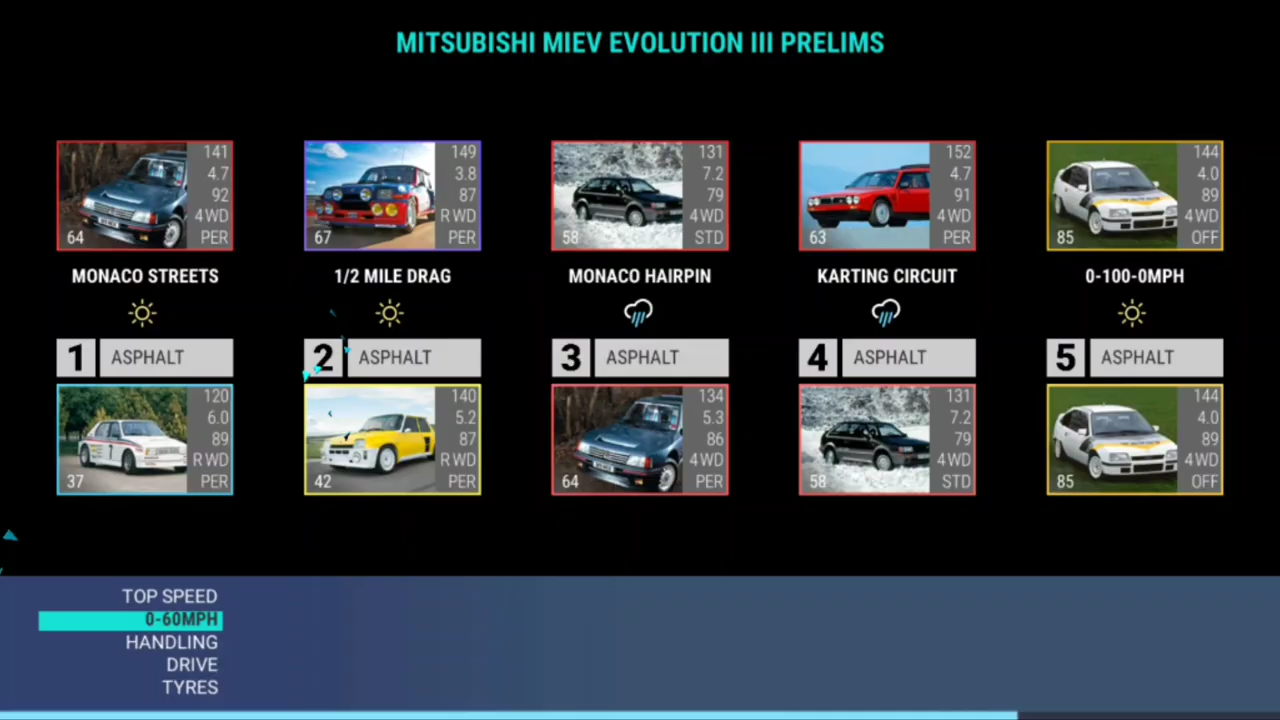 MITSUBISHI MIEV EVOLUTION III PRELIMS
141 149 131 152 144
4.7 3.8 7.2 4.7 4.0
92 87 79 91 89
4WD RWD 4WD 4WD 4WD
64 PER 67 PER 58 STD 63 PER 85 OFF
MONACO STREETS 1/2 MILE DRAG MONACO HAIRPIN KARTING CIRCUIT 0-100-0MPH
1 ASPHALT 2 ASPHALT 3 ASPHALT 4 ASPHALT 5 ASPHALT
120 140 134 131 144
6.0 5.2 5.3 7.2 4.0
89 87 86 79 89
RWD RWD 4WD 4WD 4WD
37 PER 42 PER 64 PER 58 STD 85 OFF
TOP SPEED
0-60MPH
HANDLING
DRIVE
TYRES